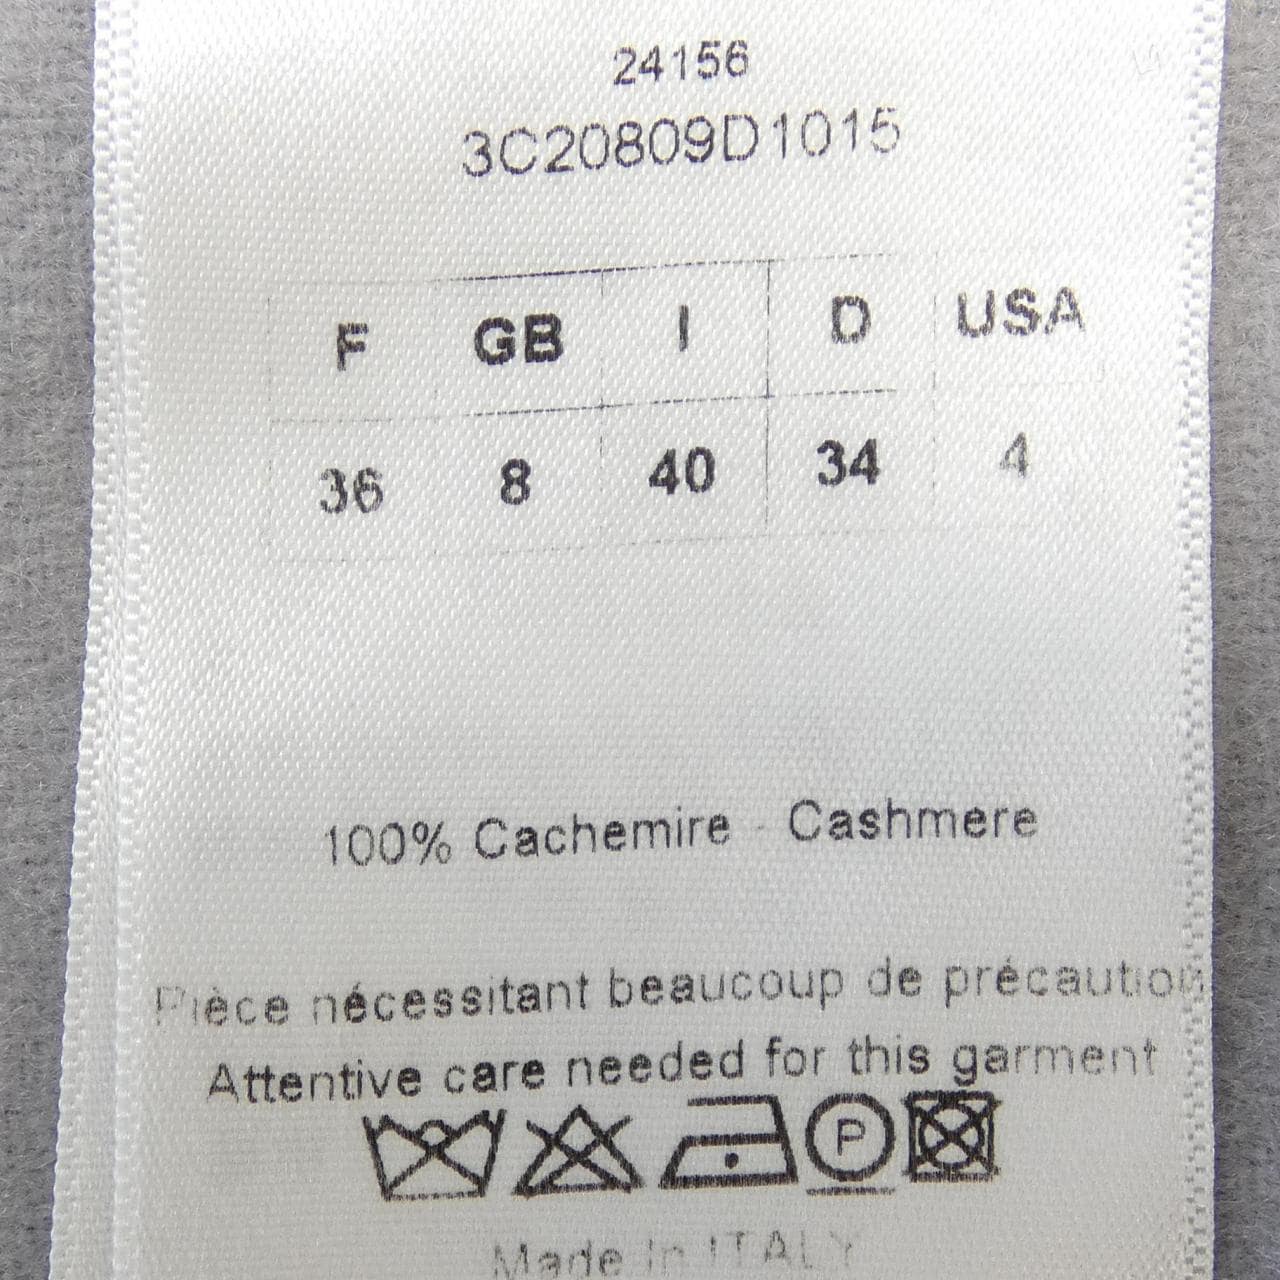 24156
3C20809D1015
F GB I D USA
36 8 40 34 4
100% Cachemire - Cashmere
Pièce nécessitant beaucoup de précaution
Attentive care needed for this garment
P
Made in ITALY